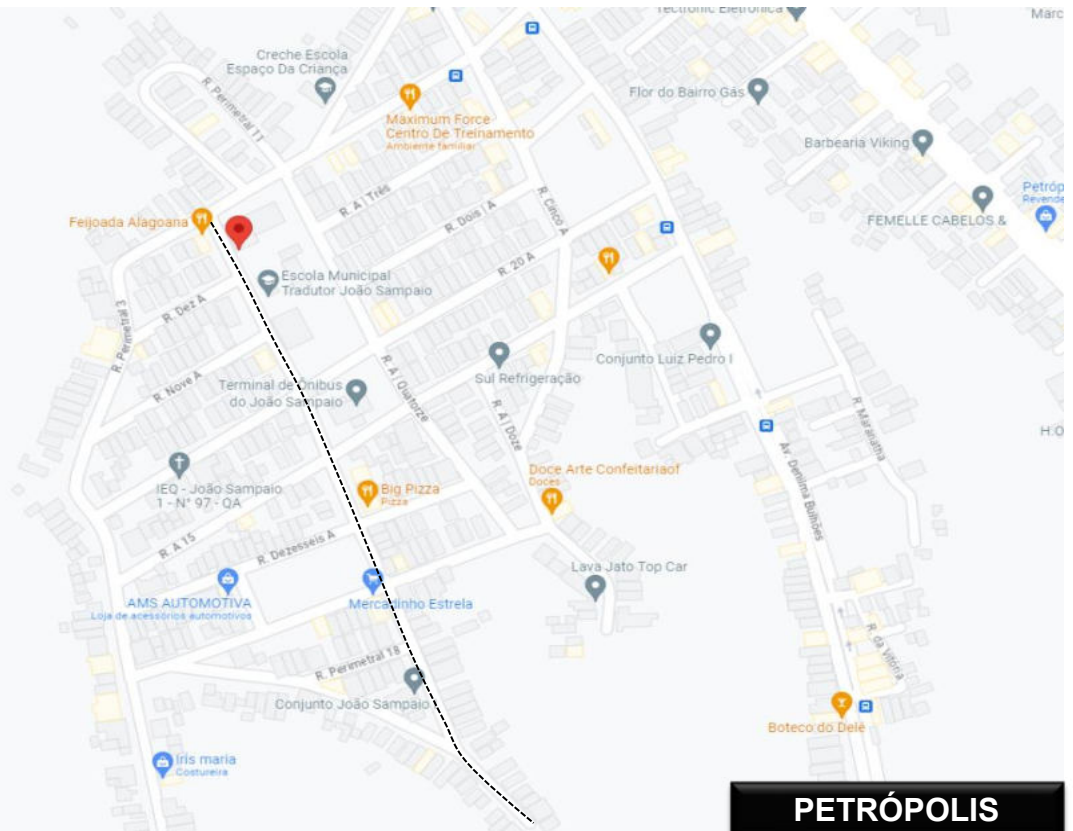 Tectronic Eletrônica
Marc
Creche Escola
Espaço Da Criança
R. Perimetral 11
Flor do Bairro Gás
Maximum Force
Centro De Treinamento
Ambiente familiar
Barbearia Viking
Petróp
Revende
R. A | Três
R. Cinco A
R. Dois | A
Feijoada Alagoana
FEMELLE CABELOS &
R. 20 A
Escola Municipal
Tradutor João Sampaio
R. Dez A
R. Perimetral 3
Conjunto Luiz Pedro I
R. Nove A
Sul Refrigeração
R. A | Quatorze
Terminal de Ônibus
do João Sampaio
R. A | Doze
R. Maranatha
H.O
Doce Arte Confeitariaof
Doces
Av. Denilma Bulhões
IEQ - João Sampaio
1 - N° 97 - QA
Big Pizza
Pizza
R. A 15
R. Dezesseis A
Lava Jato Top Car
AMS AUTOMOTIVA
Loja de acessórios automotivos
Mercadinho Estrela
R. da Vitória
R. Perimetral 18
Conjunto João Sampaio
Boteco do Delé
Iris maria
Costureira
PETRÓPOLIS